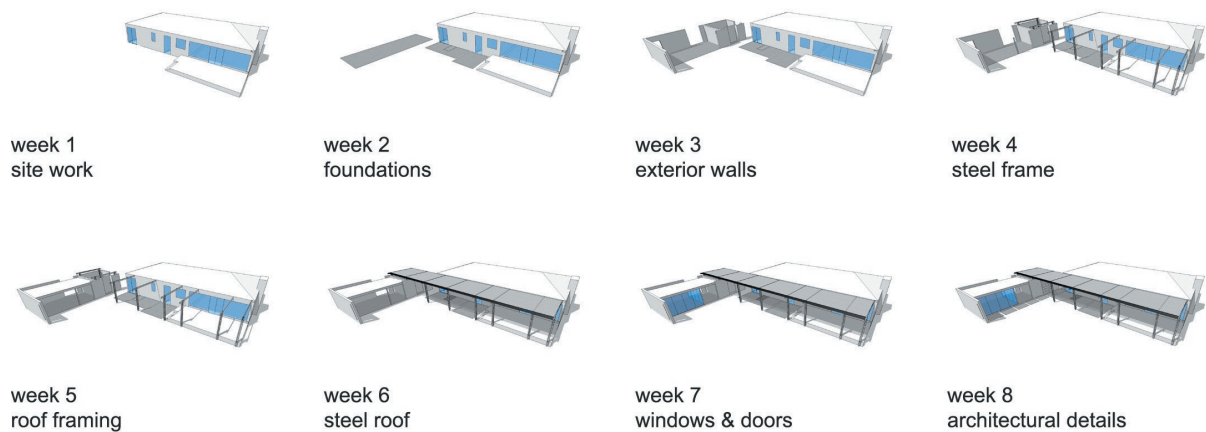 week 1
site work
week 2
foundations
week 3
exterior walls
week 4
steel frame
week 5
roof framing
week 6
steel roof
week 7
windows & doors
week 8
architectural details